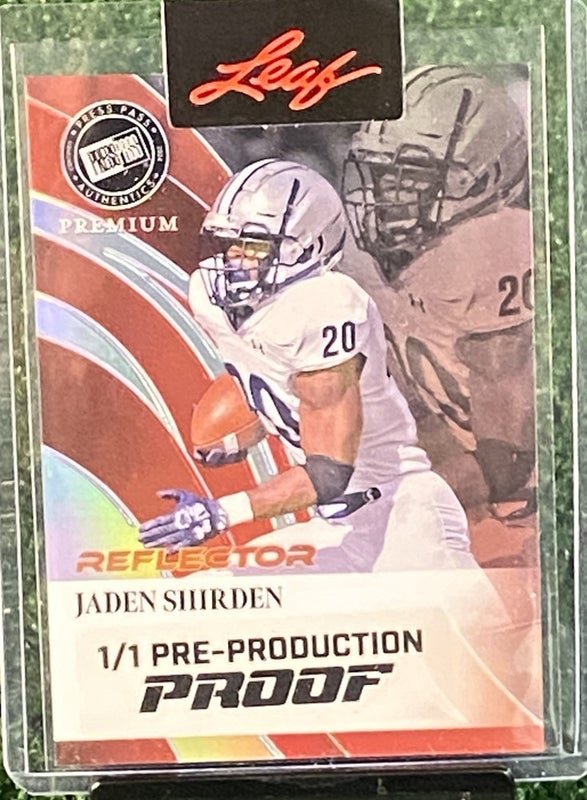 Leaf
PRESS PASS
AUTHENTICS
PREMIUM
20
20
REFLECTOR
JADEN SHIRDEN
1/1 PRE-PRODUCTION
PROOF